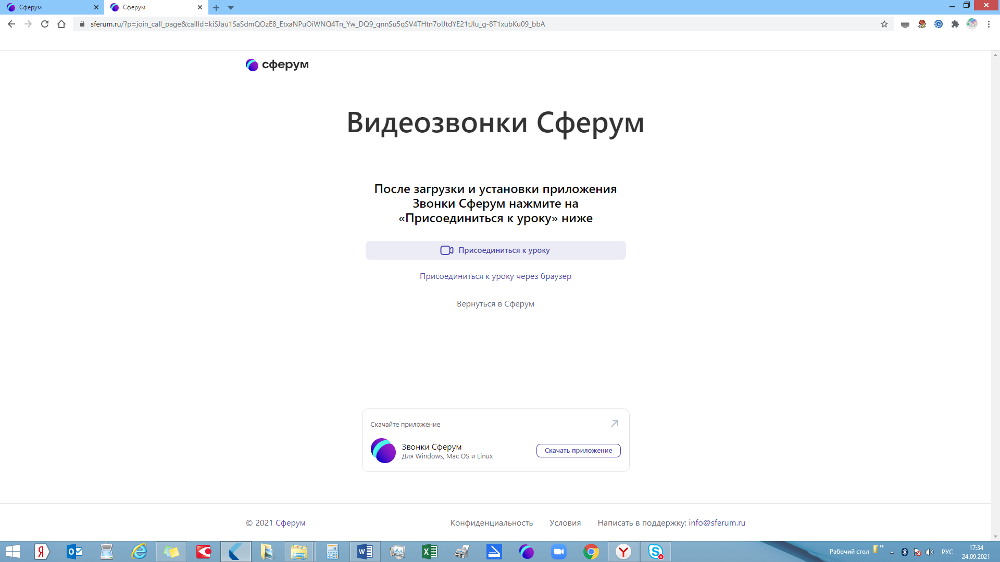 Сферум
Сферум
sferum.ru/?p=join_call_page&callId=kiSJau1SaSdmQOzE8_EtxaNPuOiWNQ4Tn_Yw_DQ9_qnnSu5qSV4THtn7oIJtdYE21tJIu_g-8T1xubKu09_bbA
сферум
Видеозвонки Сферум
После загрузки и установки приложения
Звонки Сферум нажмите на
«Присоединиться к уроку» ниже
Присоединиться к уроку
Присоединиться к уроку через браузер
Вернуться в Сферум
Скачайте приложение
Звонки Сферум
Для Windows, Mac OS и Linux
Скачать приложение
© 2021 Сферум
Конфиденциальность
Условия
Написать в поддержку: info@sferum.ru
Рабочий стол
РУС
17:34
24.09.2021